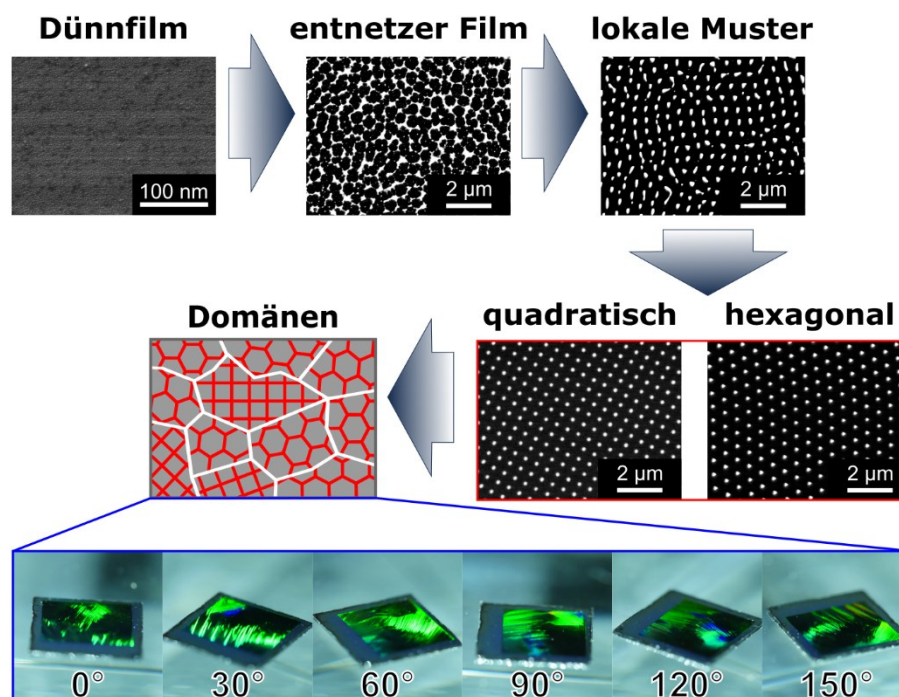 Dünnfilm
entnetzer Film
lokale Muster
100 nm
2 µm
2 µm
Domänen
quadratisch
hexagonal
2 µm
2 µm
0°
30°
60°
90°
120°
150°